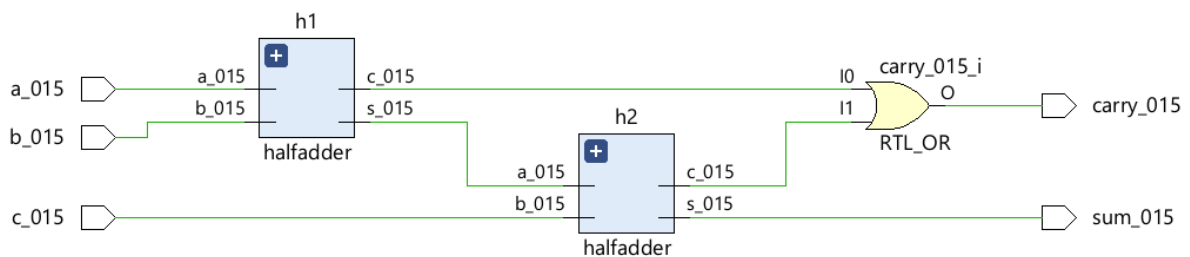 h1
a_015
a_015
c_015
I0
carry_015_i
O
carry_015
b_015
b_015
s_015
I1
halfadder
RTL_OR
h2
a_015
c_015
c_015
b_015
s_015
sum_015
halfadder